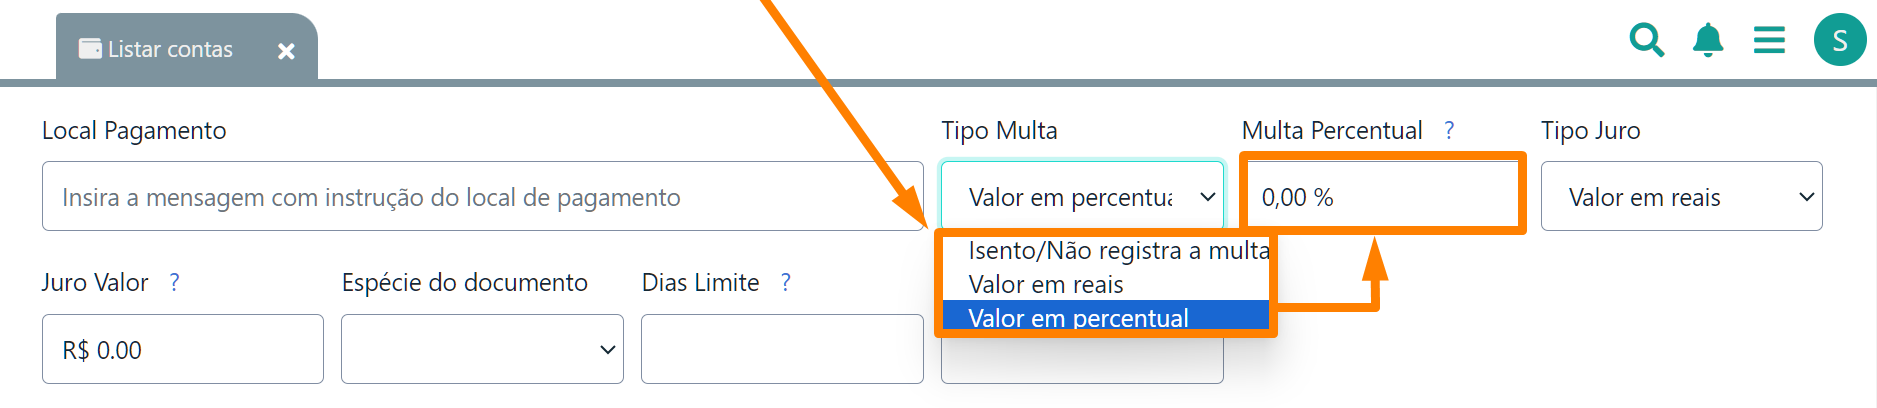 Listar contas ×
S
Local Pagamento
Tipo Multa
Multa Percentual ?
Tipo Juro
Insira a mensagem com instrução do local de pagamento
Valor em percentua
0,00 %
Valor em reais
Isento/Não registra a multa
Valor em reais
Valor em percentual
Juro Valor ?
Espécie do documento
Dias Limite ?
R$ 0.00